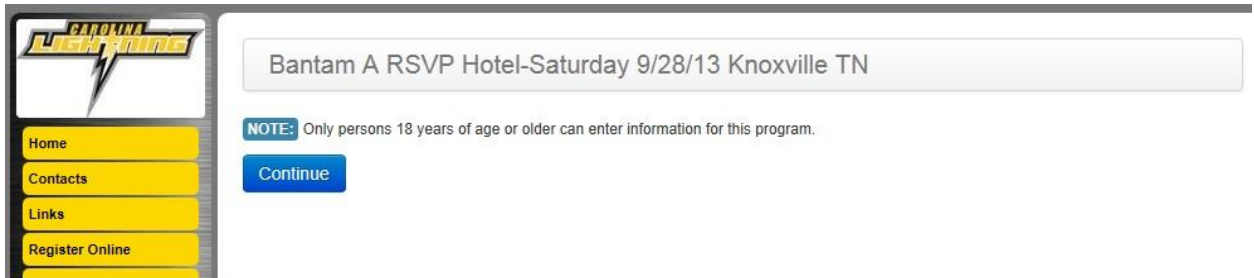 CAROLINA
LIGHTNING
Home
Contacts
Links
Register Online
Bantam A RSVP Hotel-Saturday 9/28/13 Knoxville TN
NOTE: Only persons 18 years of age or older can enter information for this program.
Continue